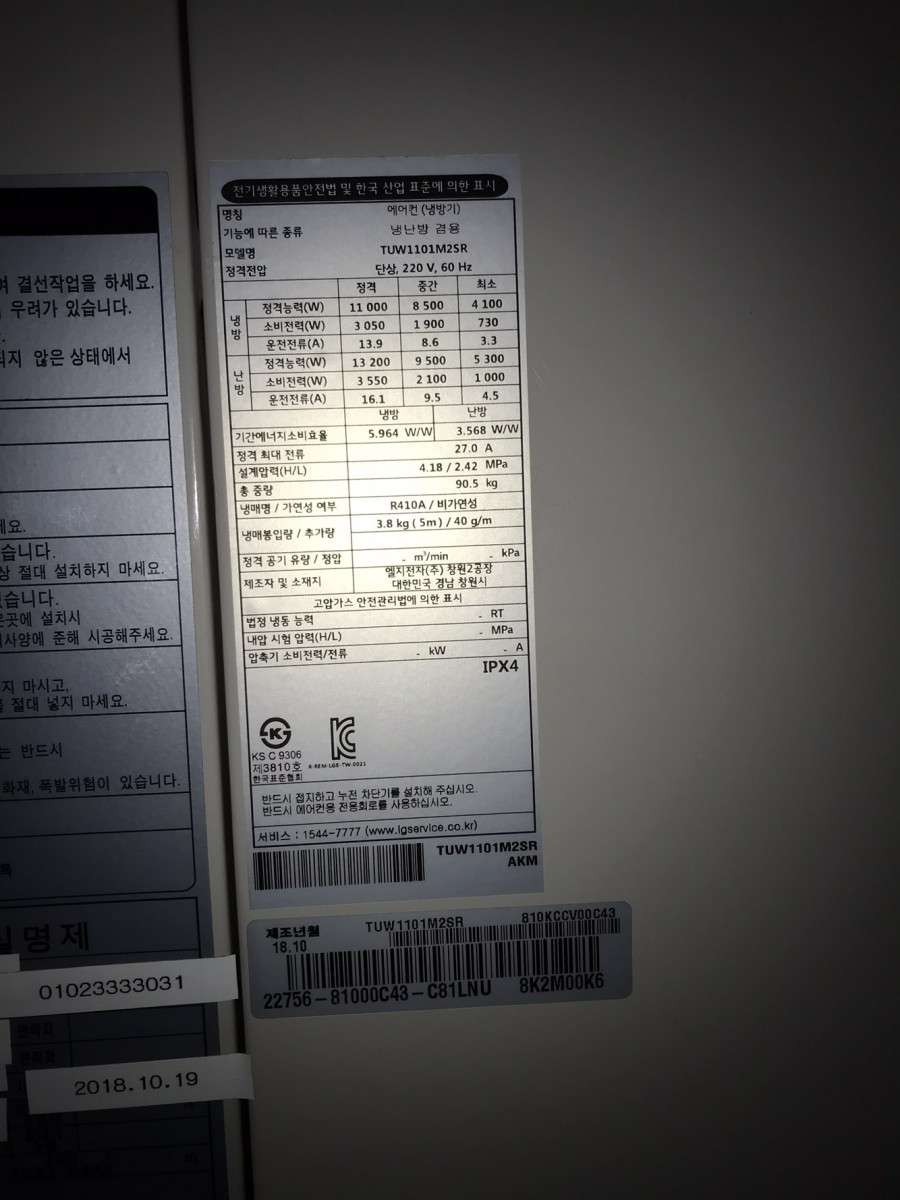 결선작업을 하세요.
우려가 있습니다.
않은 상태에서
요.
습니다.
상 절대 설치하지 마세요.
습니다.
곳에 설치시
사양에 준해 시공해주세요.
지 마시고,
절대 넣지 마세요.
는 반드시
화재, 폭발위험이 있습니다.
실명제
01023333031
연락처
2018.10.19
전기생활용품안전법 및 한국 산업 표준에 의한 표시
명칭 에어컨 (냉방기)
기능에 따른 종류 냉난방 겸용
모델명 TUW1101M2SR
정격전압 단상, 220 V, 60 Hz
정격 중간 최소
냉방 정격능력(W) 11 000 8 500 4 100
소비전력(W) 3 050 1 900 730
운전전류(A) 13.9 8.6 3.3
난방 정격능력(W) 13 200 9 500 5 300
소비전력(W) 3 550 2 100 1 000
운전전류(A) 16.1 9.5 4.5
냉방 난방
기간에너지소비효율 5.964 W/W 3.568 W/W
정격 최대 전류 27.0 A
설계압력(H/L) 4.18 / 2.42 MPa
총 중량 90.5 kg
냉매명 / 가연성 여부 R410A / 비가연성
냉매봉입량 / 추가량 3.8 kg ( 5m ) / 40 g/m
정격 공기 유량 / 정압 - m³/min - kPa
제조자 및 소재지 엘지전자(주) 창원2공장
대한민국 경남 창원시
고압가스 안전관리법에 의한 표시
법정 냉동 능력 - RT
내압 시험 압력(H/L) - MPa
압축기 소비전력/전류 - kW - A
IPX4
KS C 9306
제3810호
한국표준협회
R-REM-LGE-TW-0021
반드시 접지하고 누전 차단기를 설치해 주십시오.
반드시 에어컨용 전용회로를 사용하십시오.
서비스 : 1544-7777 (www.lgservice.co.kr)
TUW1101M2SR
AKM
제조년월 TUW1101M2SR 810KCCV00C43
18.10
22756-81000C43-C81LNU 8K2M00K6